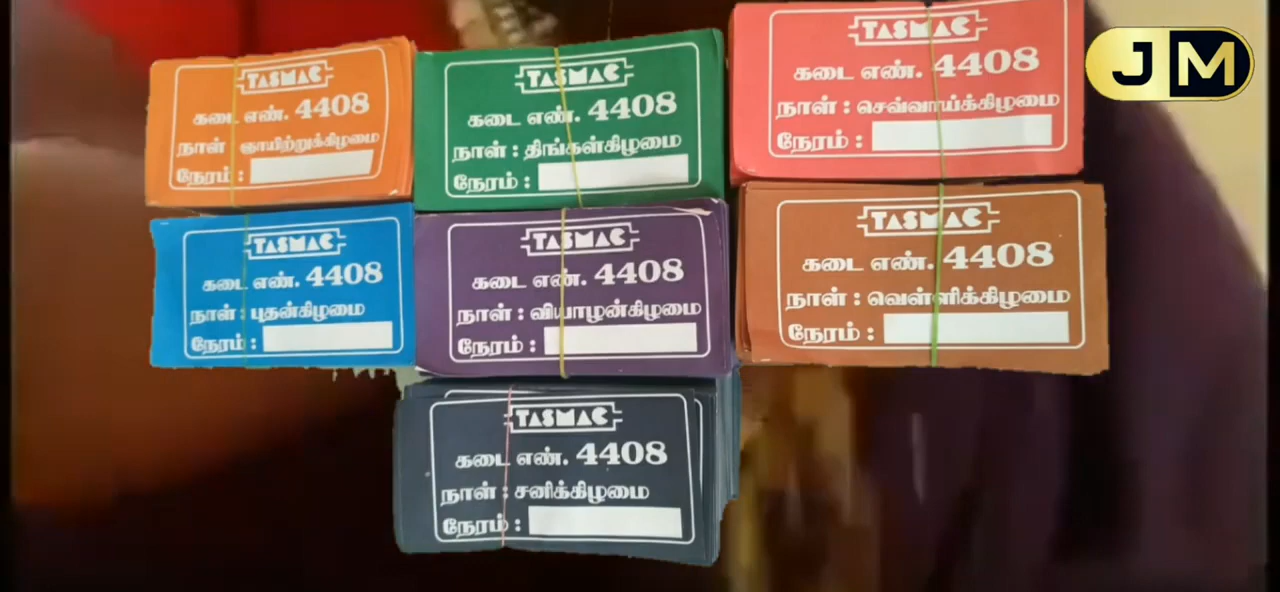 TASMAC
கடை எண். 4408
நாள் ஞாயிற்றுக்கிழமை
நேரம் :
TASMAC
கடை எண். 4408
நாள் : திங்கள்கிழமை
நேரம் :
TASMAC
கடை எண். 4408
நாள் : செவ்வாய்க்கிழமை
நேரம் :
JM
TASMAC
கடை எண். 4408
நாள் : புதன்கிழமை
நேரம் :
TASMAC
கடை எண். 4408
நாள் : வியாழன்கிழமை
நேரம் :
TASMAC
கடை எண். 4408
நாள் : வெள்ளிக்கிழமை
நேரம் :
TASMAC
கடை எண். 4408
நாள் : சனிக்கிழமை
நேரம் :